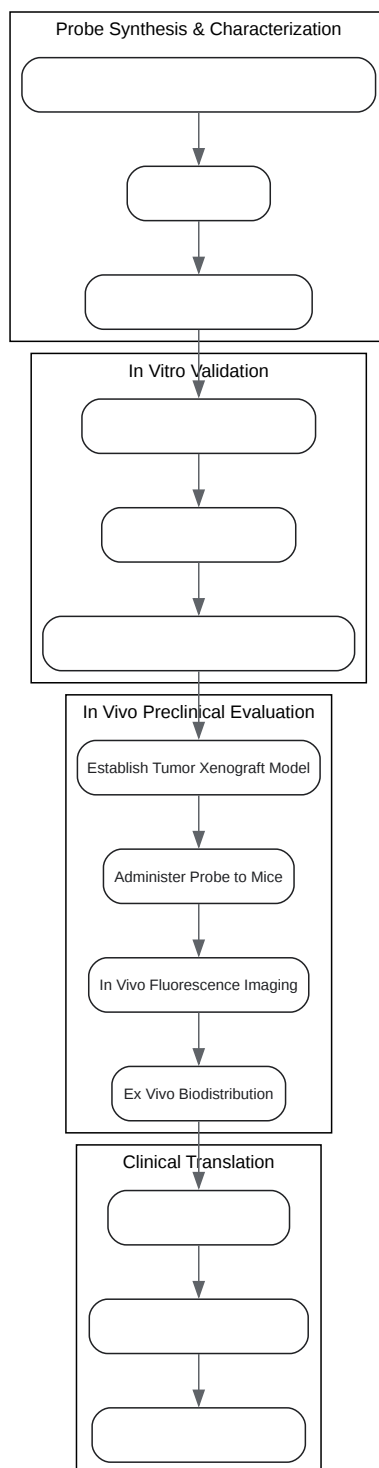 Probe Synthesis & Characterization
In Vitro Validation
In Vivo Preclinical Evaluation
Establish Tumor Xenograft Model
Administer Probe to Mice
In Vivo Fluorescence Imaging
Ex Vivo Biodistribution
Clinical Translation